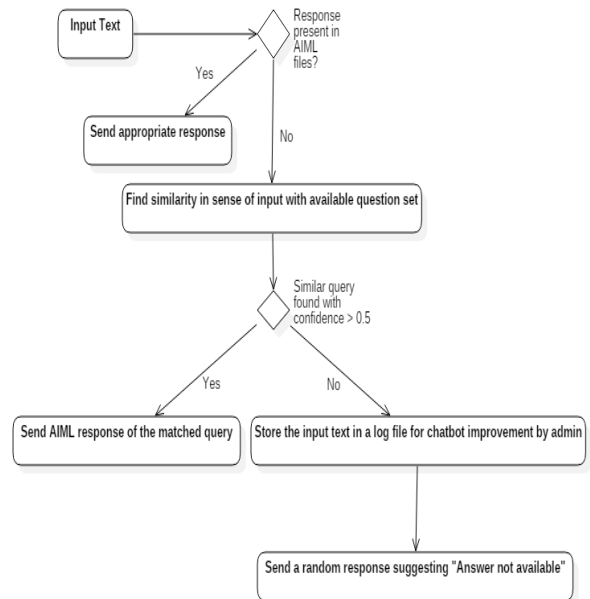 Input Text
Response
present in
AIML
files?
Yes
Send appropriate response
No
Find similarity in sense of input with available question set
Similar query
found with
confidence > 0.5
Yes
No
Send AIML response of the matched query
Store the input text in a log file for chatbot improvement by admin
Send a random response suggesting "Answer not available"